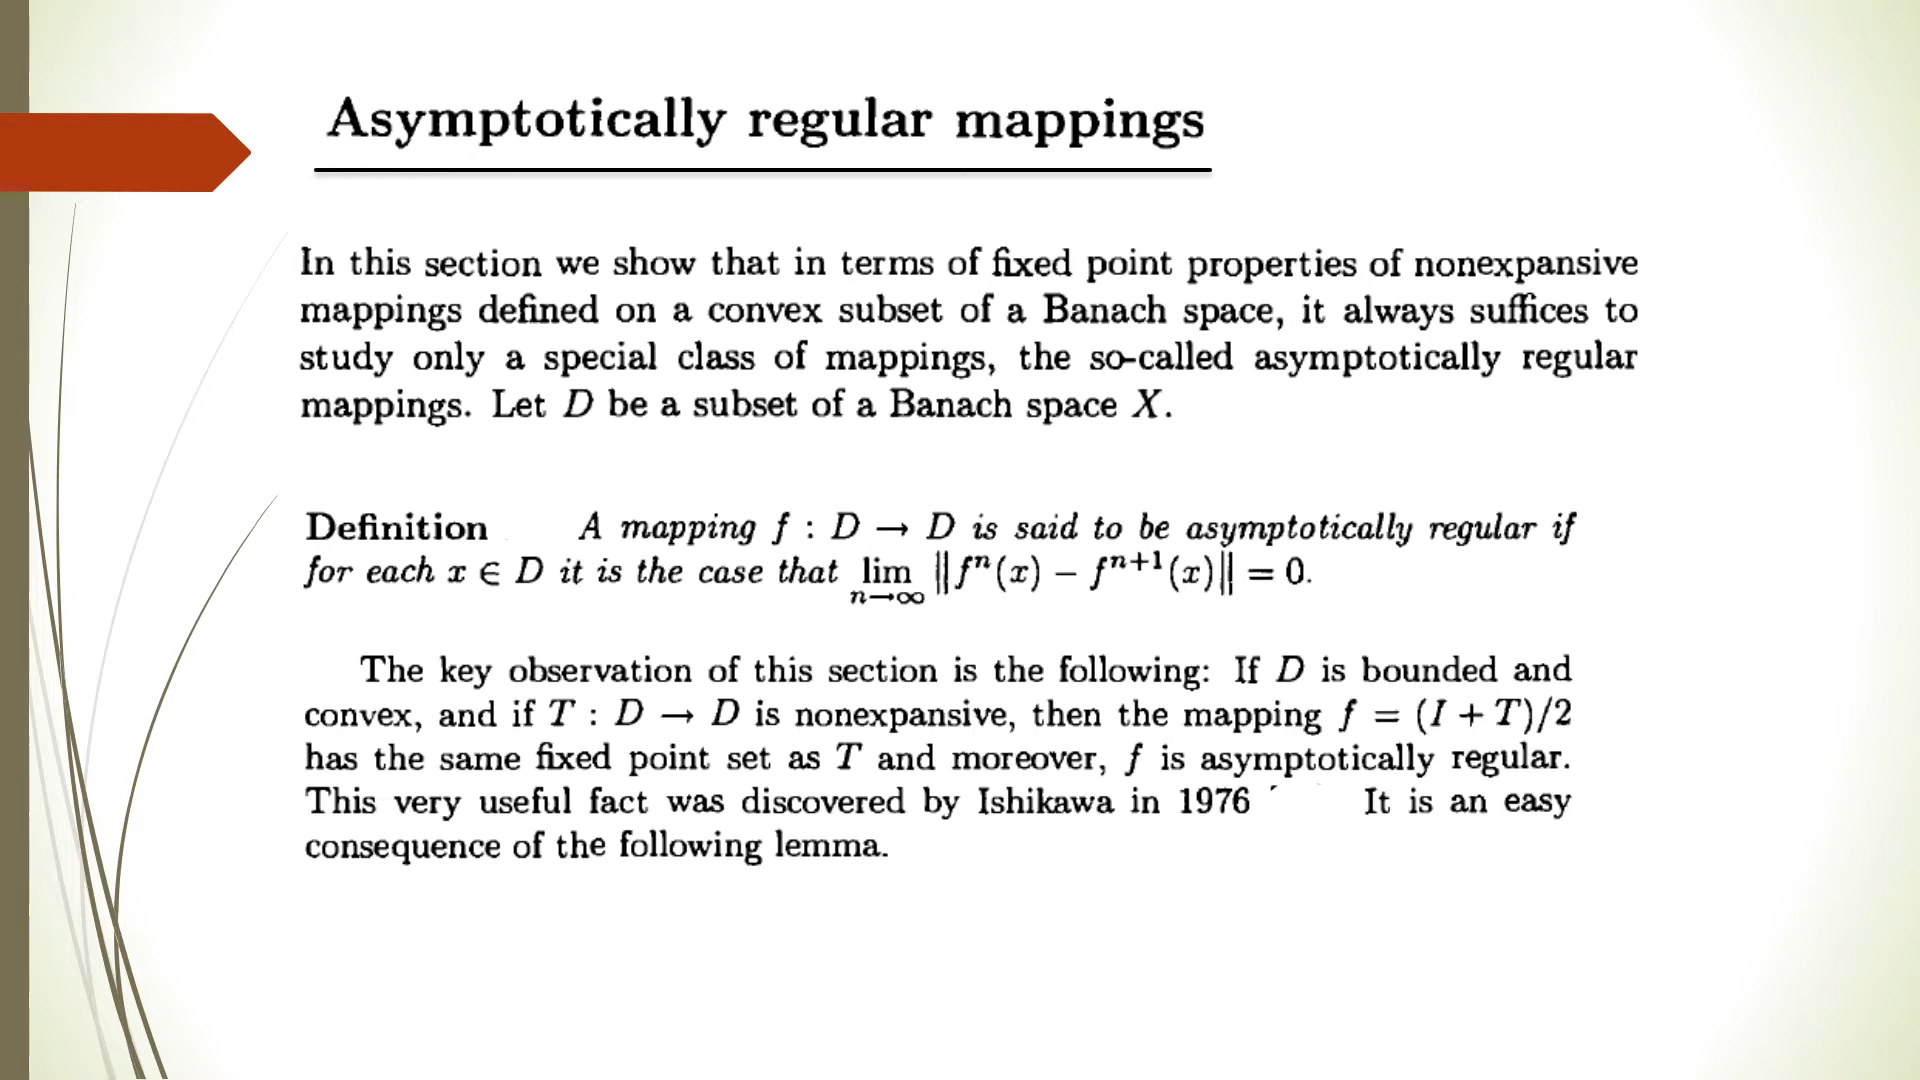 Asymptotically regular mappings
In this section we show that in terms of fixed point properties of nonexpansive
mappings defined on a convex subset of a Banach space, it always suffices to
study only a special class of mappings, the so-called asymptotically regular
mappings. Let D be a subset of a Banach space X.
Definition A mapping f : D → D is said to be asymptotically regular if
for each x ∈ D it is the case that lim n→∞ ‖fⁿ(x) − fⁿ⁺¹(x)‖ = 0.
The key observation of this section is the following: If D is bounded and
convex, and if T : D → D is nonexpansive, then the mapping f = (I + T)/2
has the same fixed point set as T and moreover, f is asymptotically regular.
This very useful fact was discovered by Ishikawa in 1976 It is an easy
consequence of the following lemma.